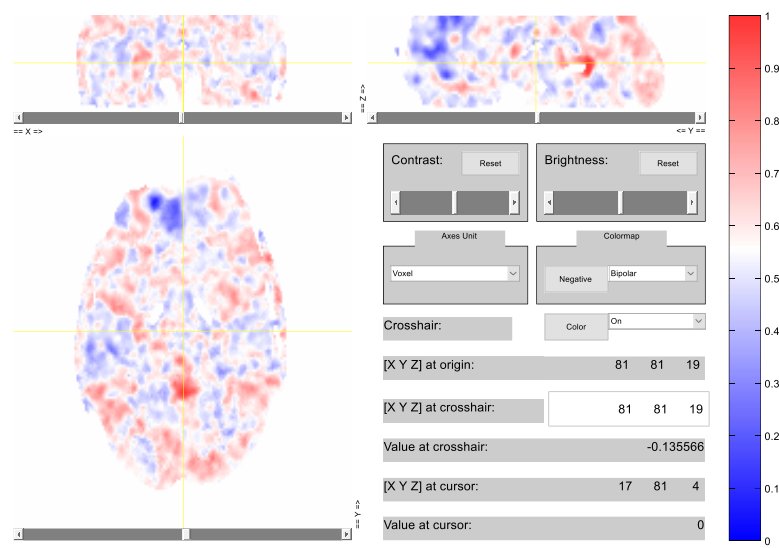 == X =>
== Z =>
<= Y ==
== Y =>
Contrast:
Reset
Brightness:
Reset
Axes Unit
Voxel
Colormap
Negative
Bipolar
Crosshair:
Color
On
[X Y Z] at origin: 81 81 19
[X Y Z] at crosshair: 81 81 19
Value at crosshair: -0.135566
[X Y Z] at cursor: 17 81 4
Value at cursor: 0
1
0.9
0.8
0.7
0.6
0.5
0.4
0.3
0.2
0.1
0